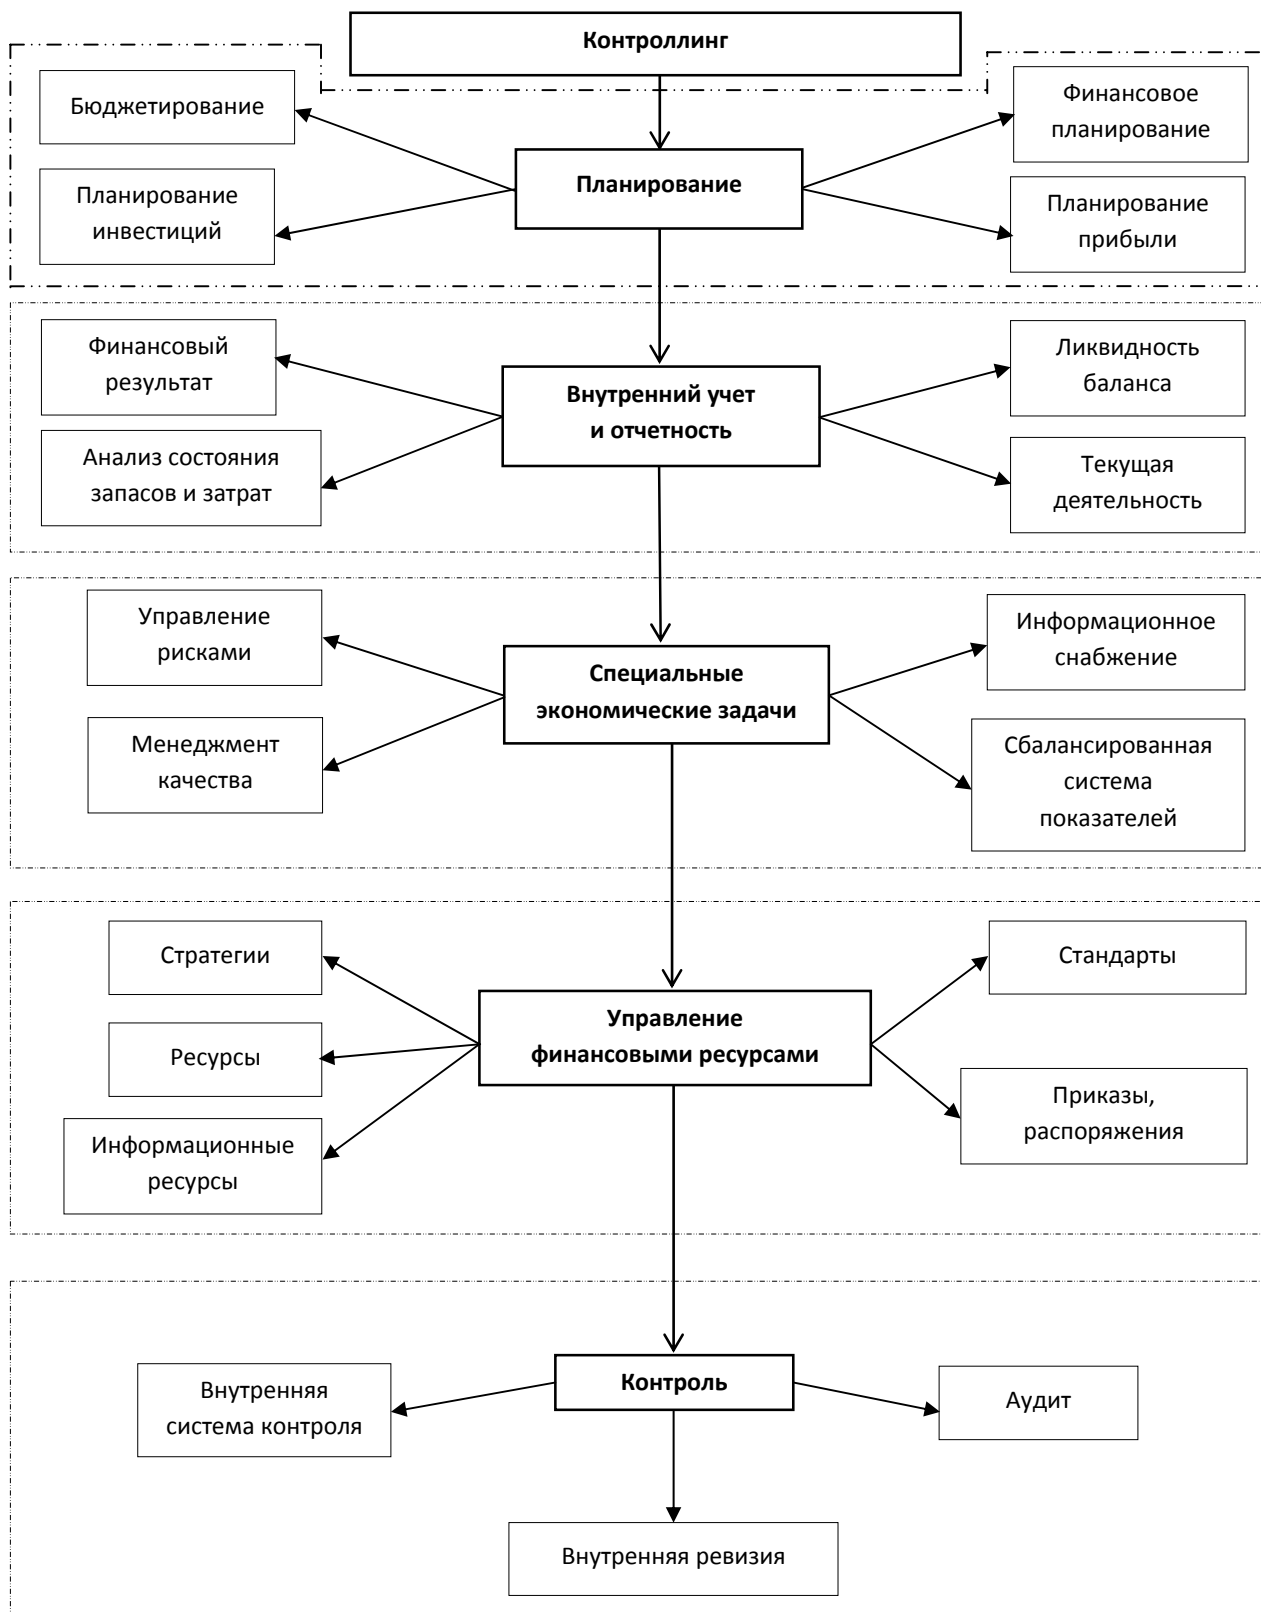 Контроллинг
Бюджетирование
Финансовое
планирование
Планирование
Планирование
инвестиций
Планирование
прибыли
Финансовый
результат
Ликвидность
баланса
Внутренний учет
и отчетность
Анализ состояния
запасов и затрат
Текущая
деятельность
Управление
рисками
Информационное
снабжение
Специальные
экономические задачи
Менеджмент
качества
Сбалансированная
система
показателей
Стратегии
Стандарты
Управление
финансовыми ресурсами
Ресурсы
Приказы,
распоряжения
Информационные
ресурсы
Контроль
Внутренняя
система контроля
Аудит
Внутренняя ревизия